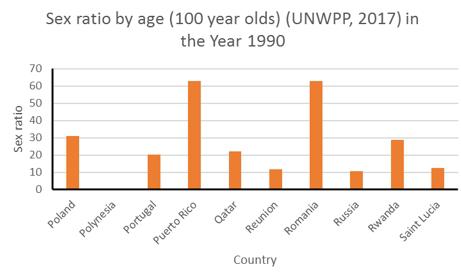 Sex ratio by age (100 year olds) (UNWPP, 2017) in
the Year 1990
70
60
50
40
30
20
10
0
Sex ratio
Poland
Polynesia
Portugal
Puerto Rico
Qatar
Reunion
Romania
Russia
Rwanda
Saint Lucia
Country